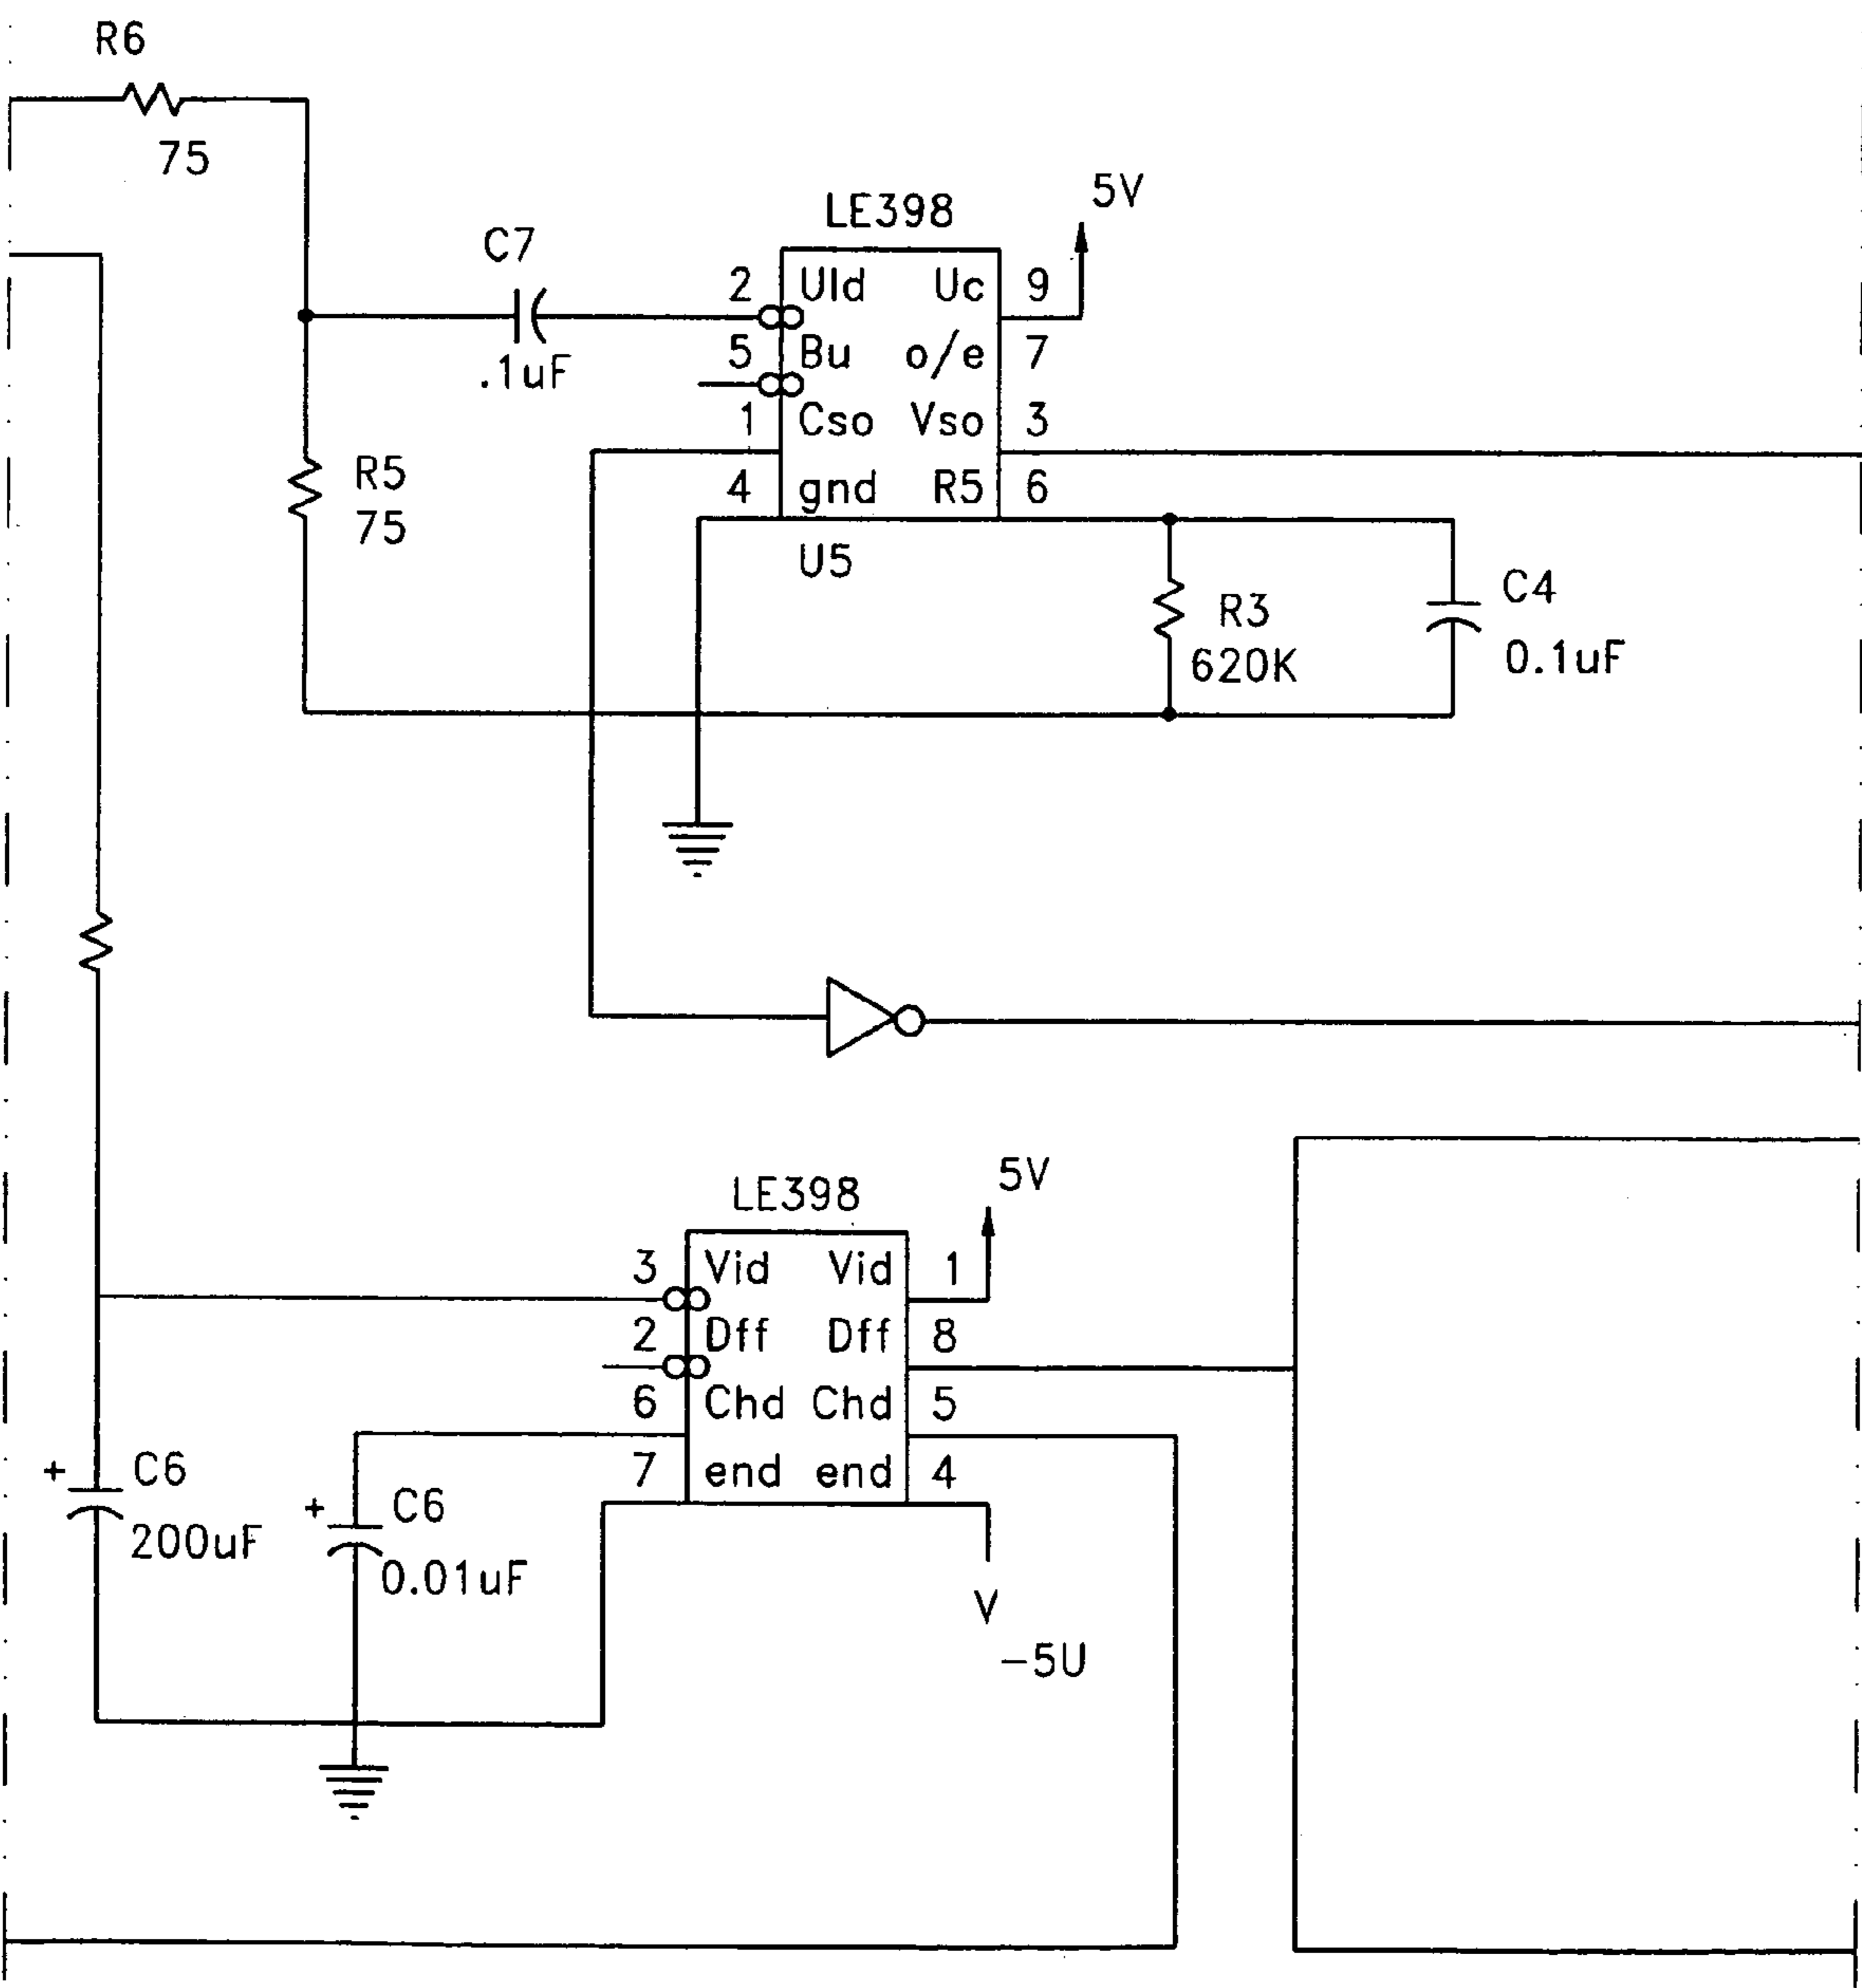 R6
75
C7
.1uF
R5
75
LE398
5V
2 Uld Uc 9
5 Bu o/e 7
1 Cso Vso 3
4 gnd R5 6
U5
R3
620K
C4
0.1uF
LE398
5V
3 Vid Vid 1
2 Dff Dff 8
6 Chd Chd 5
7 end end 4
+ C6
200uF
+ C6
0.01uF
V
-5U